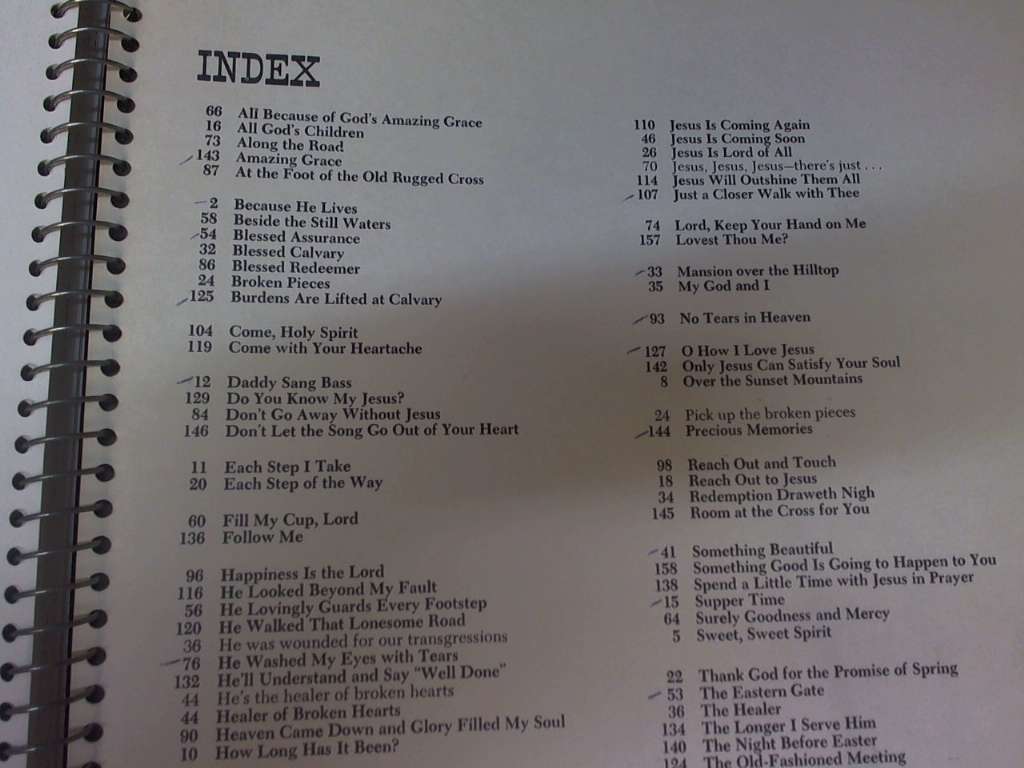 INDEX
66 All Because of God's Amazing Grace
16 All God's Children
73 Along the Road
143 Amazing Grace
87 At the Foot of the Old Rugged Cross
2 Because He Lives
58 Beside the Still Waters
54 Blessed Assurance
32 Blessed Calvary
86 Blessed Redeemer
24 Broken Pieces
125 Burdens Are Lifted at Calvary
104 Come, Holy Spirit
119 Come with Your Heartache
12 Daddy Sang Bass
129 Do You Know My Jesus?
84 Don't Go Away Without Jesus
146 Don't Let the Song Go Out of Your Heart
11 Each Step I Take
20 Each Step of the Way
60 Fill My Cup, Lord
136 Follow Me
96 Happiness Is the Lord
116 He Looked Beyond My Fault
56 He Lovingly Guards Every Footstep
120 He Walked That Lonesome Road
36 He was wounded for our transgressions
76 He Washed My Eyes with Tears
132 He'll Understand and Say "Well Done"
44 He's the healer of broken hearts
44 Healer of Broken Hearts
90 Heaven Came Down and Glory Filled My Soul
10 How Long Has It Been?
110 Jesus Is Coming Again
46 Jesus Is Coming Soon
26 Jesus Is Lord of All
70 Jesus, Jesus, Jesus—there's just . . .
114 Jesus Will Outshine Them All
107 Just a Closer Walk with Thee
74 Lord, Keep Your Hand on Me
157 Lovest Thou Me?
33 Mansion over the Hilltop
35 My God and I
93 No Tears in Heaven
127 O How I Love Jesus
142 Only Jesus Can Satisfy Your Soul
8 Over the Sunset Mountains
24 Pick up the broken pieces
144 Precious Memories
98 Reach Out and Touch
18 Reach Out to Jesus
34 Redemption Draweth Nigh
145 Room at the Cross for You
41 Something Beautiful
158 Something Good Is Going to Happen to You
138 Spend a Little Time with Jesus in Prayer
15 Supper Time
64 Surely Goodness and Mercy
5 Sweet, Sweet Spirit
22 Thank God for the Promise of Spring
53 The Eastern Gate
36 The Healer
134 The Longer I Serve Him
140 The Night Before Easter
124 The Old-Fashioned Meeting